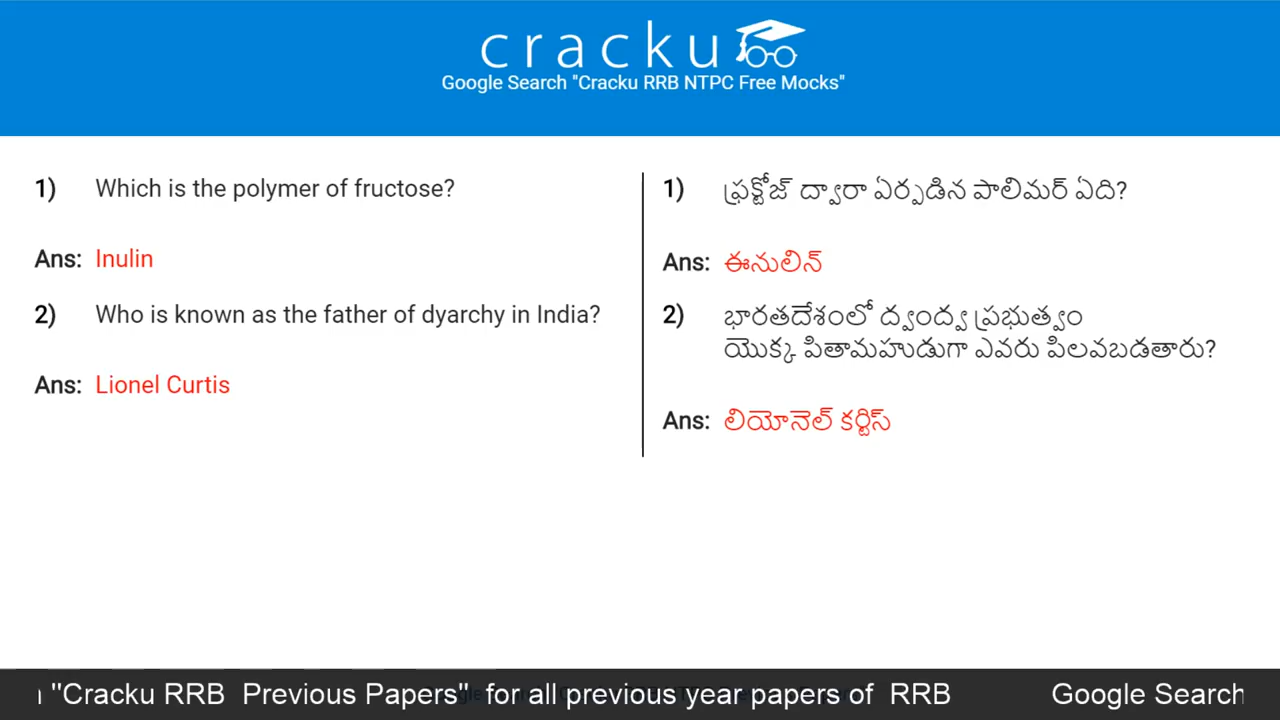 cracku
Google Search "Cracku RRB NTPC Free Mocks"
1) Which is the polymer of fructose?
Ans: Inulin
2) Who is known as the father of dyarchy in India?
Ans: Lionel Curtis
1) ఫ్రక్టోజ్ ద్వారా ఏర్పడిన పాలిమర్ ఏది?
Ans: ఈనులిన్
2) భారతదేశంలో ద్వంద్వ ప్రభుత్వం
యొక్క పితామహుడుగా ఎవరు పిలవబడతారు?
Ans: లియోనెల్ కర్టిస్
"Cracku RRB Previous Papers" for all previous year papers of RRB Google Search